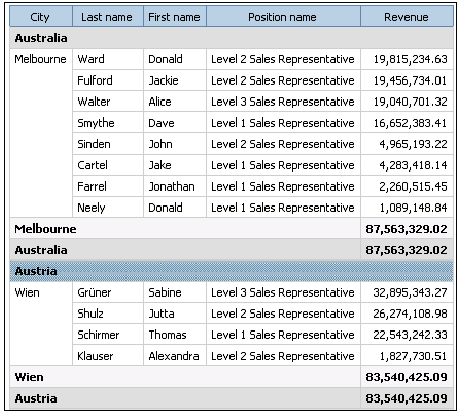 City Last name First name Position name Revenue
Australia
Melbourne Ward Donald Level 2 Sales Representative 19,815,234.63
Fulford Jackie Level 2 Sales Representative 19,456,734.01
Walter Alice Level 3 Sales Representative 19,040,701.32
Smythe Dave Level 1 Sales Representative 16,652,383.41
Sinden John Level 2 Sales Representative 4,965,193.22
Cartel Jake Level 1 Sales Representative 4,283,418.14
Farrel Jonathan Level 1 Sales Representative 2,260,515.45
Neely Donald Level 1 Sales Representative 1,089,148.84
Melbourne 87,563,329.02
Australia 87,563,329.02
Austria
Wien Grüner Sabine Level 3 Sales Representative 32,895,343.27
Shulz Jutta Level 2 Sales Representative 26,274,108.98
Schirmer Thomas Level 1 Sales Representative 22,543,242.33
Klauser Alexandra Level 2 Sales Representative 1,827,730.51
Wien 83,540,425.09
Austria 83,540,425.09